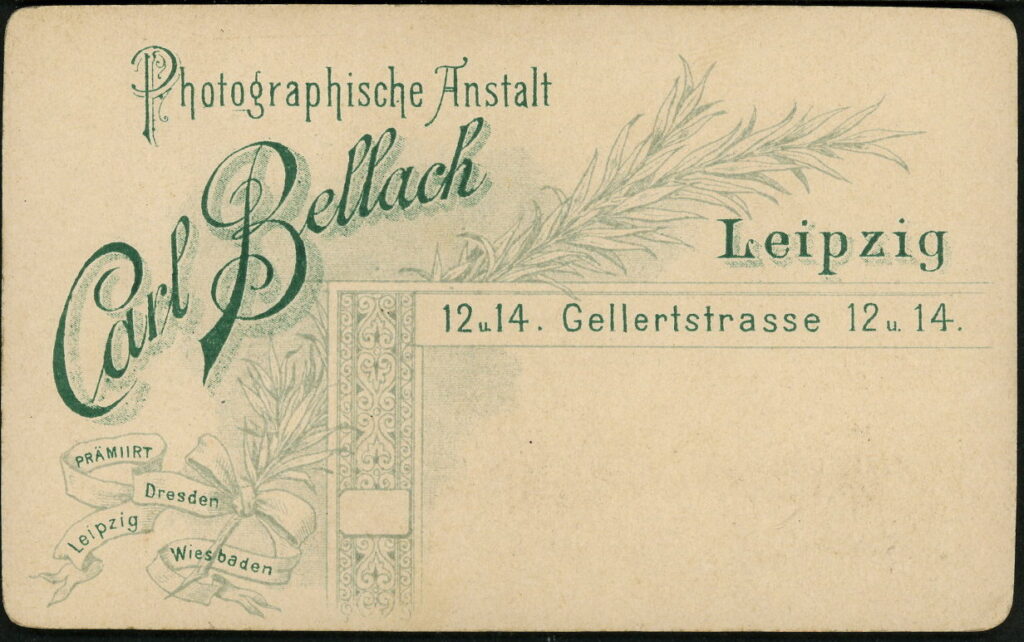 Photographische Anstalt
Carl Bellach
Leipzig
12 u. 14. Gellertstrasse 12 u. 14.
PRÄMIIRT
Dresden
Leipzig
Wiesbaden